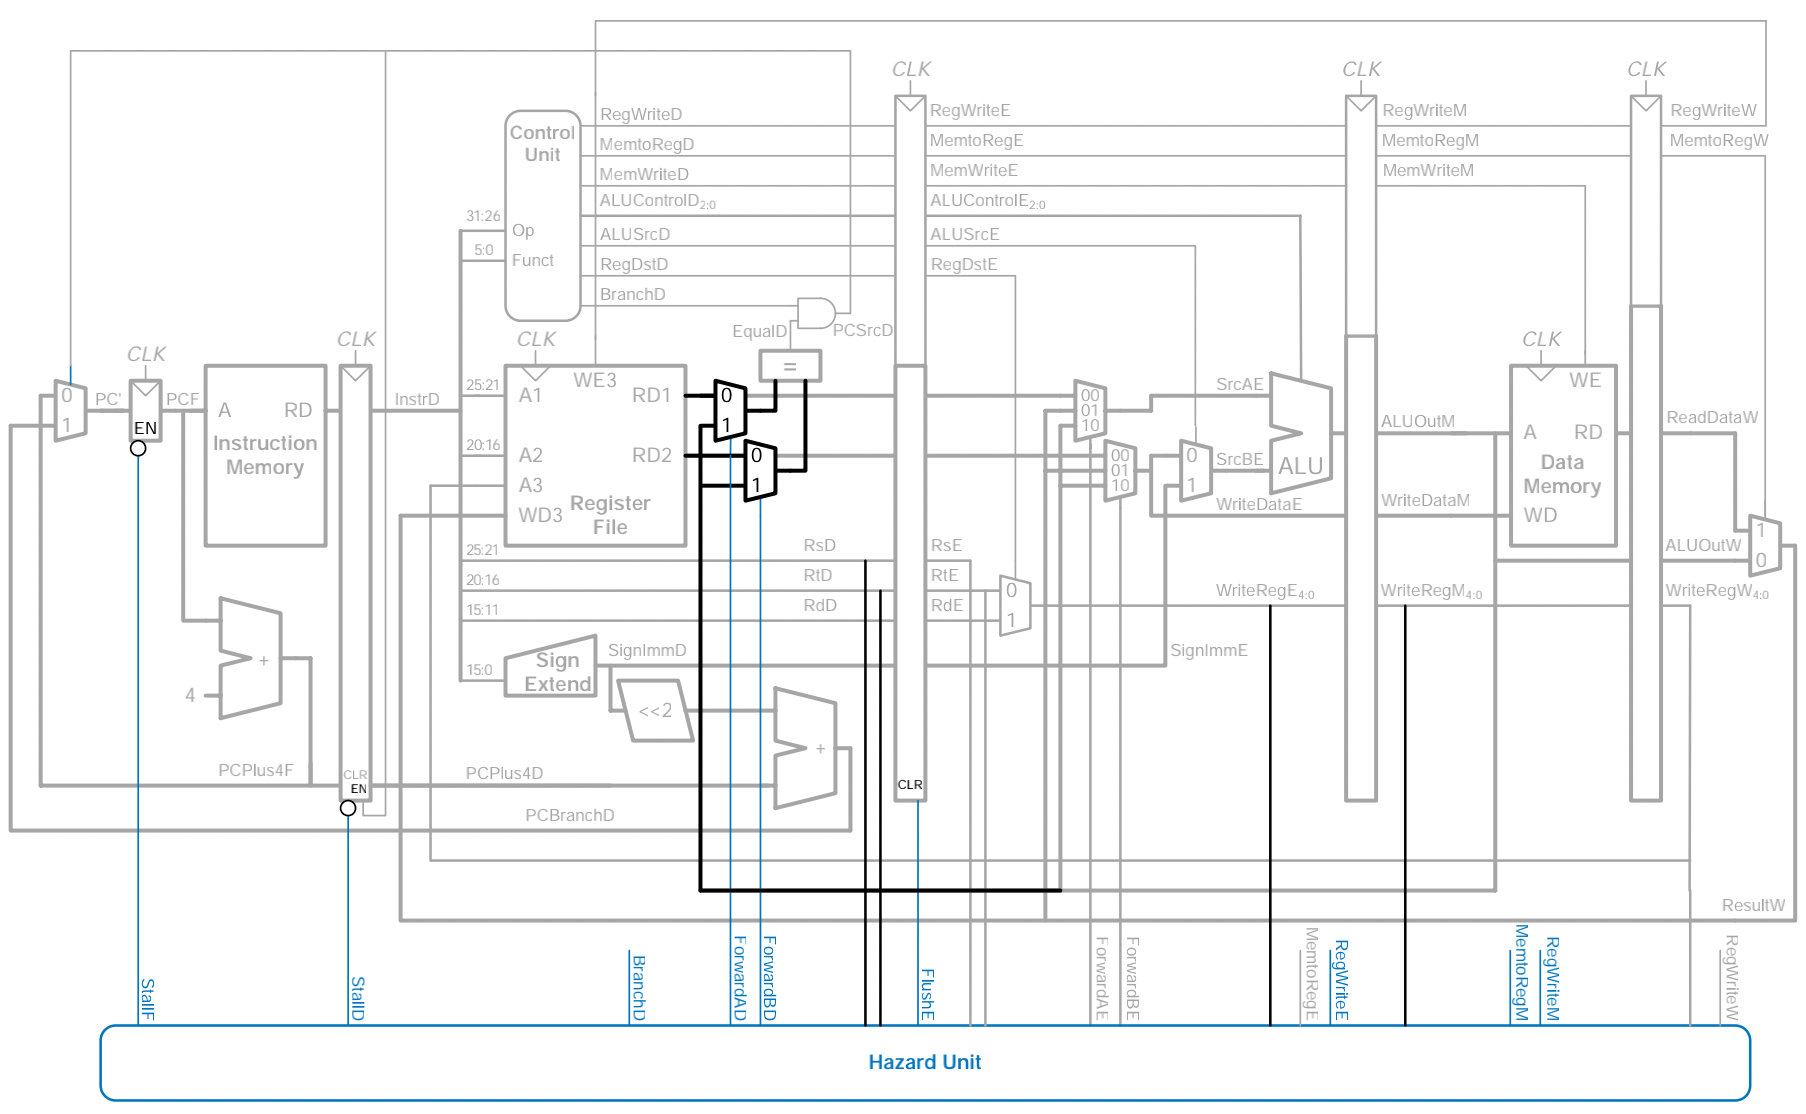 CLK CLK CLK
Control Unit
RegWriteD RegWriteE RegWriteM RegWriteW
MemtoRegD MemtoRegE MemtoRegM MemtoRegW
MemWriteD MemWriteE MemWriteM
ALUControlD2:0 ALUControlE2:0
31:26 Op
ALUSrcD ALUSrcE
5:0 Funct
RegDstD RegDstE
BranchD
EqualD PCSrcD
CLK CLK CLK CLK
=
WE3 WE
0 PC' PCF A RD InstrD 25:21 A1 RD1 0 00 SrcAE
1 EN 1 01
10
Instruction Memory
ALUOutM A RD ReadDataW
20:16 A2 RD2 0 00 0 SrcBE ALU
01
A3 1 10 1
Data Memory
WD3 Register File
WriteDataE WriteDataM WD
1
0
25:21 RsD RsE ALUOutW
20:16 RtD RtE 0 WriteRegE4:0 WriteRegM4:0 WriteRegW4:0
15:11 RdD RdE 1
+
4
15:0 Sign Extend SignImmD SignImmE
<<2
+
PCPlus4F CLR EN PCPlus4D CLR
PCBranchD
ResultW
StallF
StallD
BranchD
ForwardAD
ForwardBD
FlushE
ForwardAE
ForwardBE
MemtoRegE
RegWriteE
MemtoRegM
RegWriteM
RegWriteW
Hazard Unit